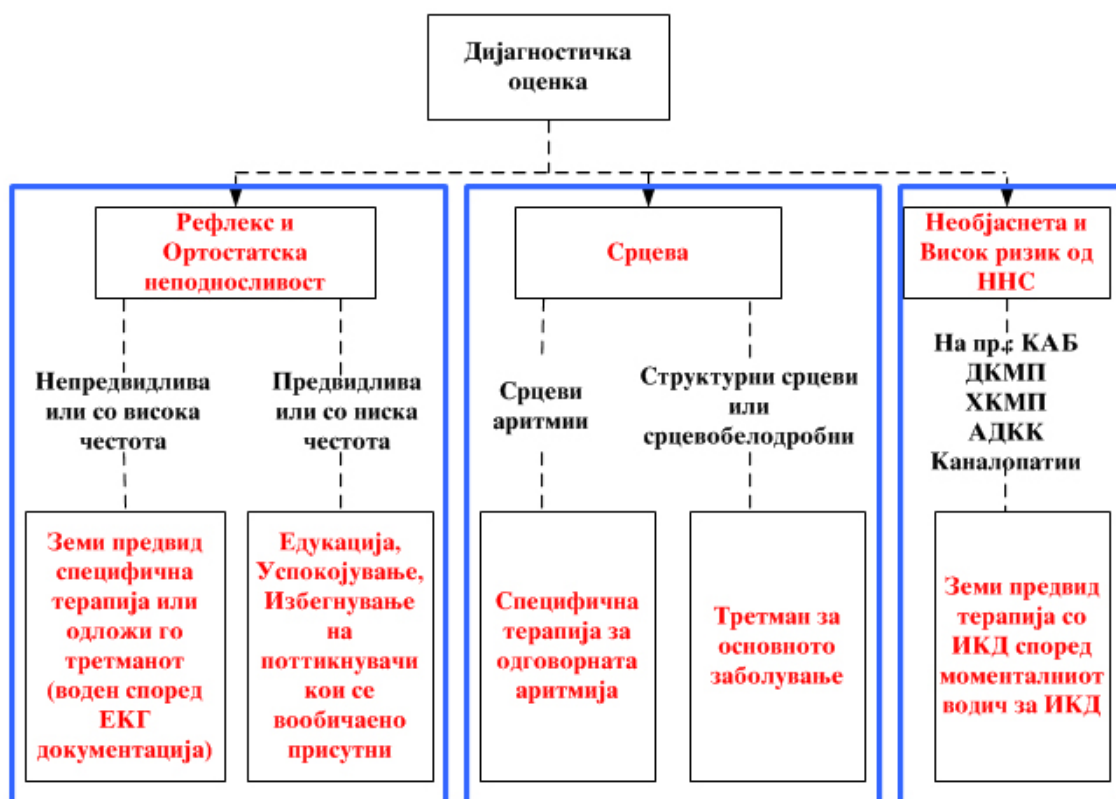 Дијагностичка
оценка
Рефлекс и
Ортостатска
неподносливост
Срцева
Необјаснета и
Висок ризик од
ННС
Непредвидлива
или со висока
честота
Предвидлива
или со ниска
честота
Срцеви
аритмии
Структурни срцеви
или
срцевобелодробни
На пр.: КАБ
ДКМП
ХКМП
АДКК
Каналопатии
Земи предвид
специфична
терапија или
одложи го
третманот
(воден според
ЕКГ
документација)
Едукација,
Успокојување,
Избегнување
на
поттикнувачи
кои се
вообичаено
присутни
Специфична
терапија за
одговорната
аритмија
Третман за
основното
заболување
Земи предвид
терапија со
ИКД според
моменталниот
водич за ИКД